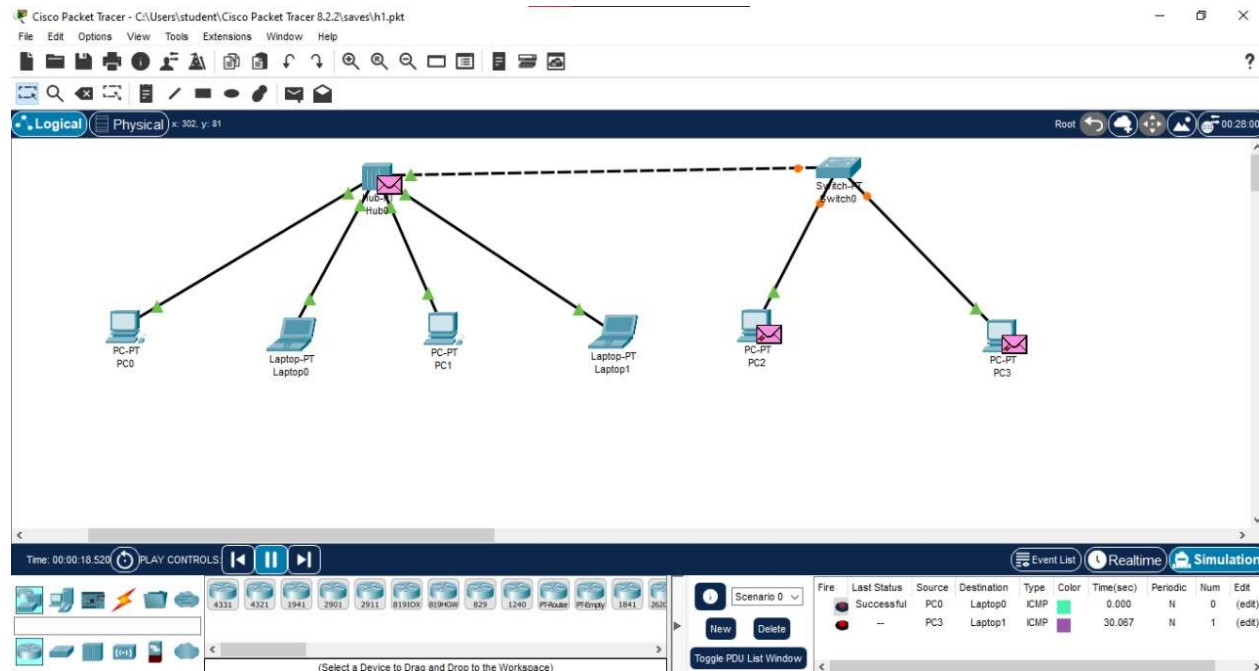 Cisco Packet Tracer - C:\Users\student\Cisco Packet Tracer 8.2.2\saves\h1.pkt
File Edit Options View Tools Extensions Window Help
?
Logical Physical x: 302, y: 81 Root 00:28:00
Hub-PT
Hub0
Switch-PT
Switch0
PC-PT
PC0
Laptop-PT
Laptop0
PC-PT
PC1
Laptop-PT
Laptop1
PC-PT
PC2
PC-PT
PC3
Time: 00:00:18.520 PLAY CONTROLS: Event List Realtime Simulation
4331 4321 1941 2901 2911 819IOX 819HGW 829 1240 PT-Router PT-Empty 1841 2620
(Select a Device to Drag and Drop to the Workspace)
Scenario 0
New Delete
Toggle PDU List Window
Fire Last Status Source Destination Type Color Time(sec) Periodic Num Edit
Successful PC0 Laptop0 ICMP 0.000 N 0 (edit)
-- PC3 Laptop1 ICMP 30.067 N 1 (edit)